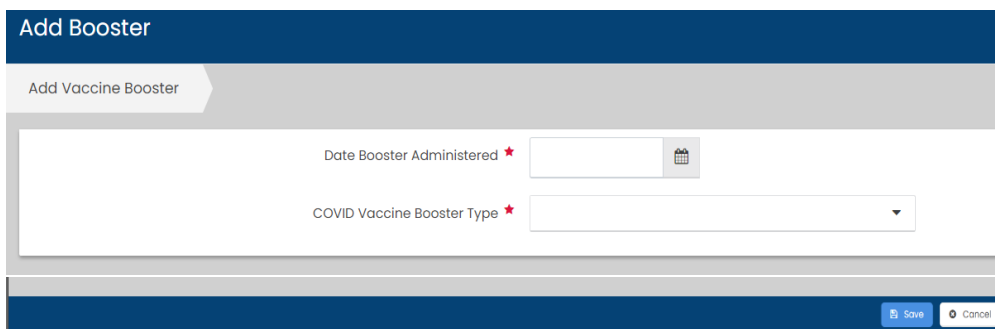 Add Booster
Add Vaccine Booster
Date Booster Administered
COVID Vaccine Booster Type
Save Cancel